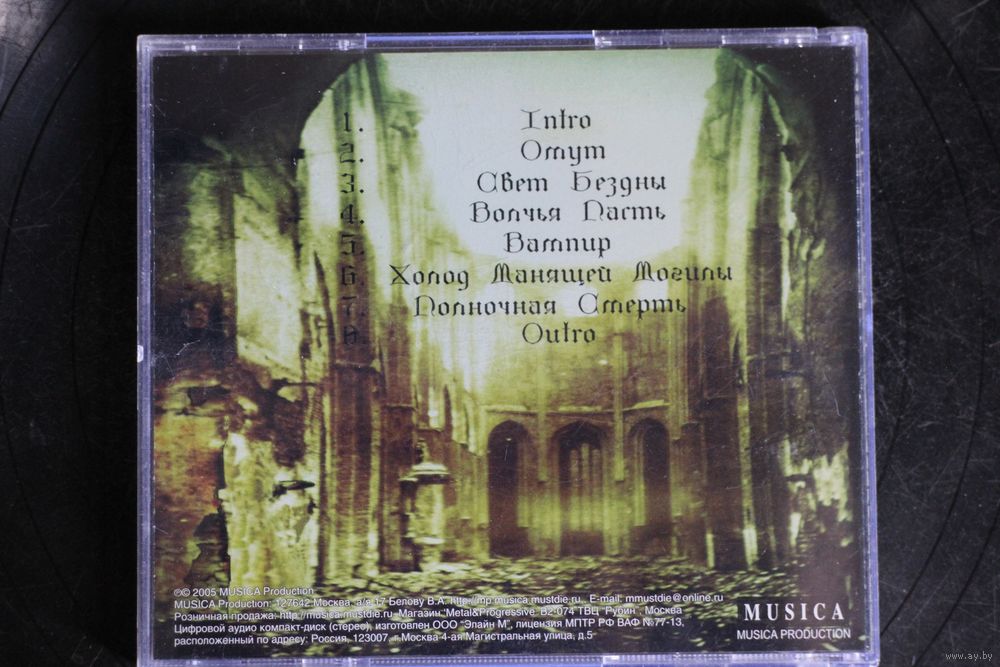 1. Intro
2. Омут
3. Свет Бездны
4. Волчья Пасть
5. Вампир
6. Холод Манящей Могилы
7. Полночная Смерть
8. Outro
℗© 2005 MUSICA Production
MUSICA Production: 127642 Москва, а/я 17 Белову В.А. http://mp.musica.mustdie.ru E-mail: mmustdie@online.ru
Розничная продажа: http://musica.mustdie.ru Магазин "Metal&Progressive" В2-074 ТВЦ "Рубин", Москва
Цифровой аудио компакт-диск (стерео), изготовлен ООО "Элайн М", лицензия МПТР РФ ВАФ №77-13,
расположенный по адресу: Россия, 123007, г.Москва 4-ая Магистральная улица, д.5
MUSICA
MUSICA PRODUCTION
www.ay.by